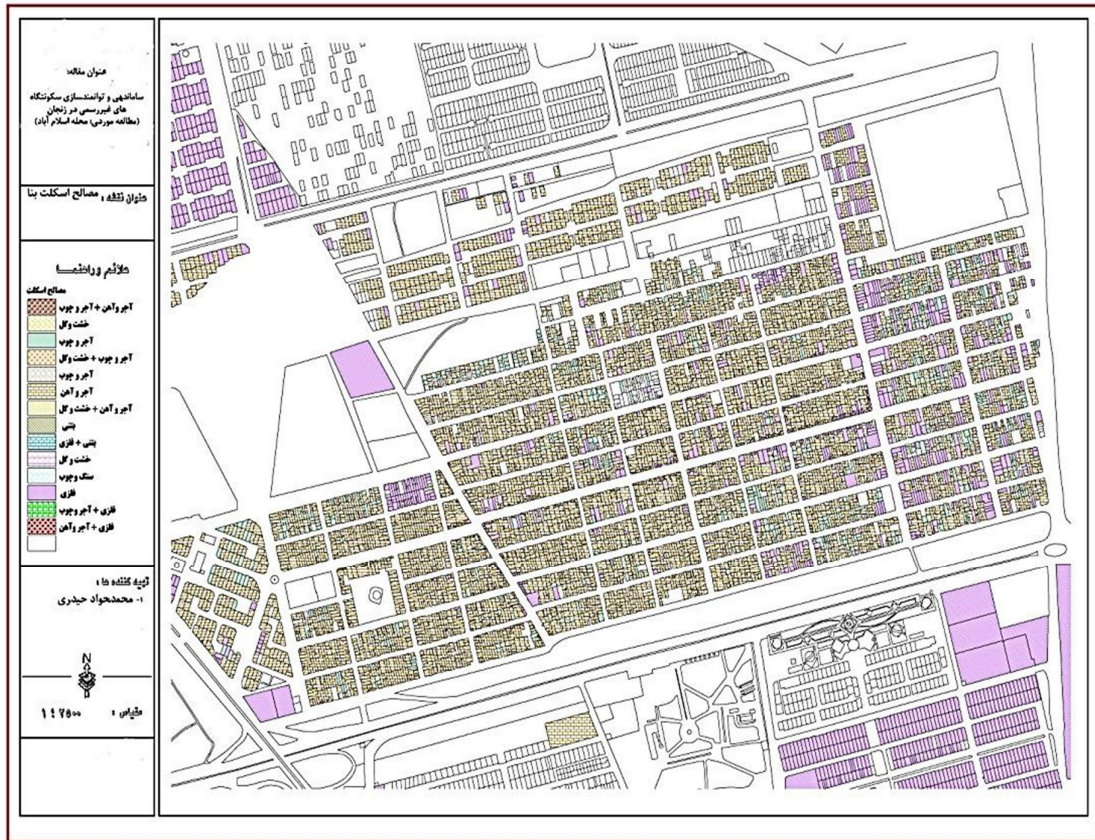 عنوان مقاله:
ساماندهی و توانمندسازی سکونتگاه
های غیررسمی در زنجان
(مطالعه موردی: محله اسلام آباد)
عنوان نقشه : مصالح اسکلت بنا
علائم و راهنما
مصالح اسکلت
آجر و آهن + آجر و چوب
خشت و گل
آجر و چوب
آجر و چوب + خشت و گل
آجر و چوب
آجر و آهن
آجر و آهن + خشت و گل
بتنی
بتنی + فلزی
خشت و گل
سنگ و چوب
فلزی
فلزی + آجر و چوب
فلزی + آجر و آهن
تهیه کننده ها :
۱- محمدجواد حیدری
N
مقیاس :